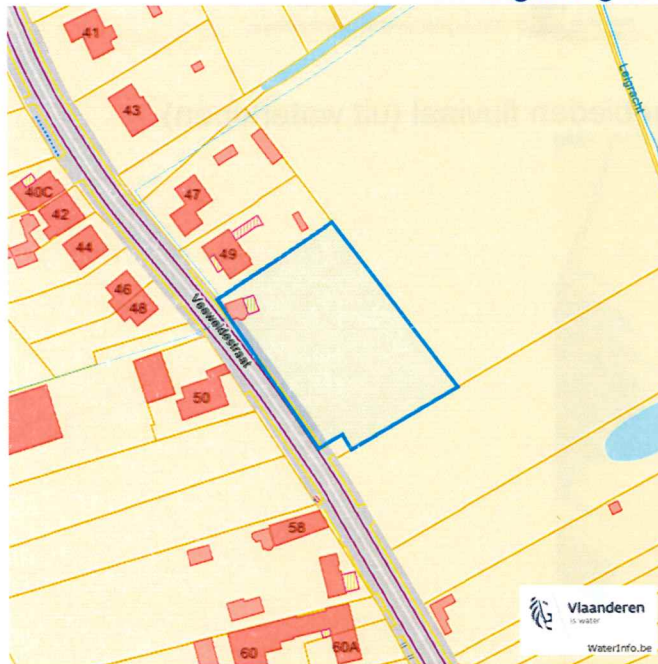 41
43
Leigracht
40C
47
42
44
49
46
48
Veeweidestraat
50
58
60
60A
Vlaanderen
is water
WaterInfo.be